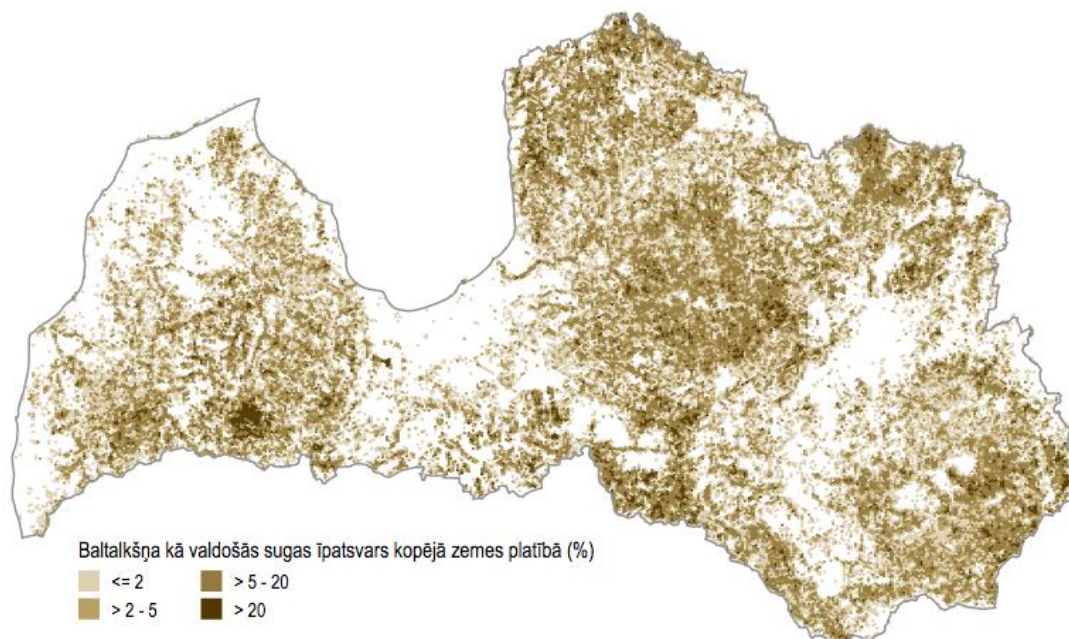 Baltalkšņa kā valdošās sugas īpatsvars kopējā zemes platībā (%)
<= 2
> 5 - 20
> 2 - 5
> 20